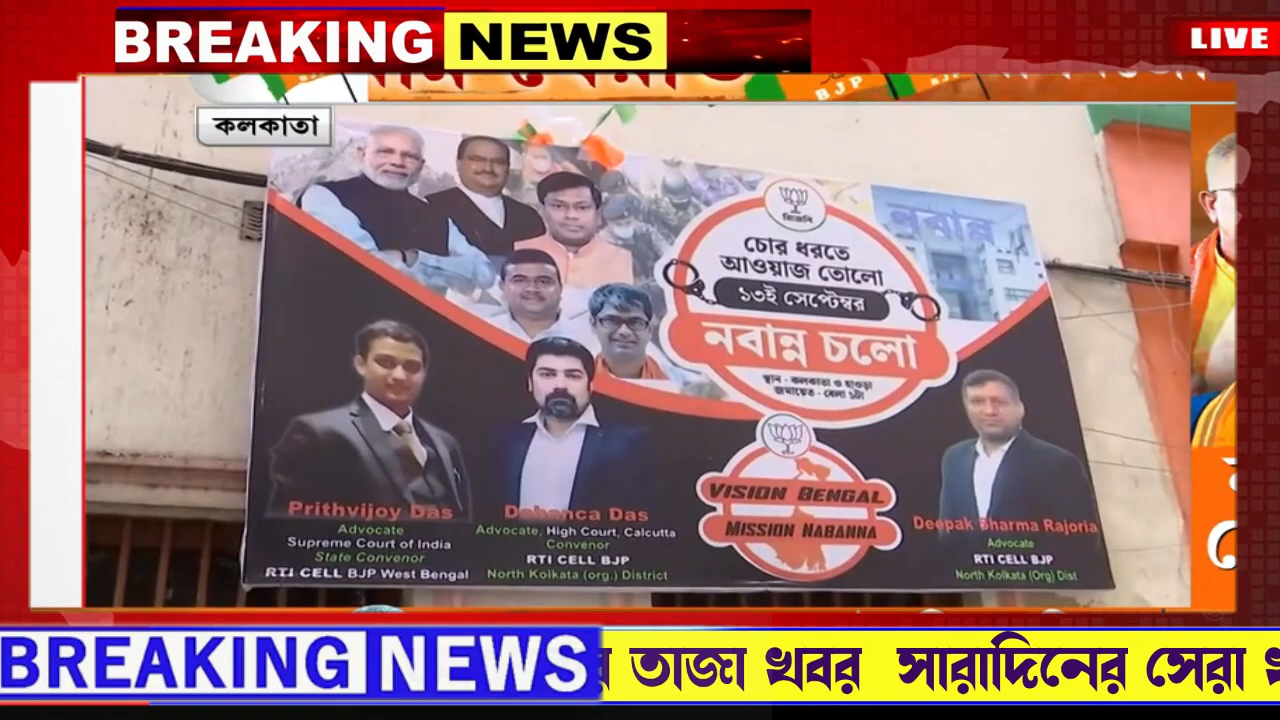 BREAKING NEWS
LIVE
BJP
কলকাতা
বিজেপি
নবান্ন
চোর ধরতে
আওয়াজ তোলো
১৩ই সেপ্টেম্বর
নবান্ন চলো
স্থান - কলকাতা ও হাওড়া
জমায়েত - বেলা ১টা
VISION BENGAL
MISSION NABANNA
Prithvijoy Das
Advocate
Supreme Court of India
State Convenor
RTI CELL BJP West Bengal
Das
Advocate, High Court, Calcutta
Convenor
RTI CELL BJP
North Kolkata (org.) District
Deepak Sharma Rajoria
Advocate
RTI CELL BJP
North Kolkata (Org) Dist
BREAKING NEWS
তাজা খবর সারাদিনের সেরা